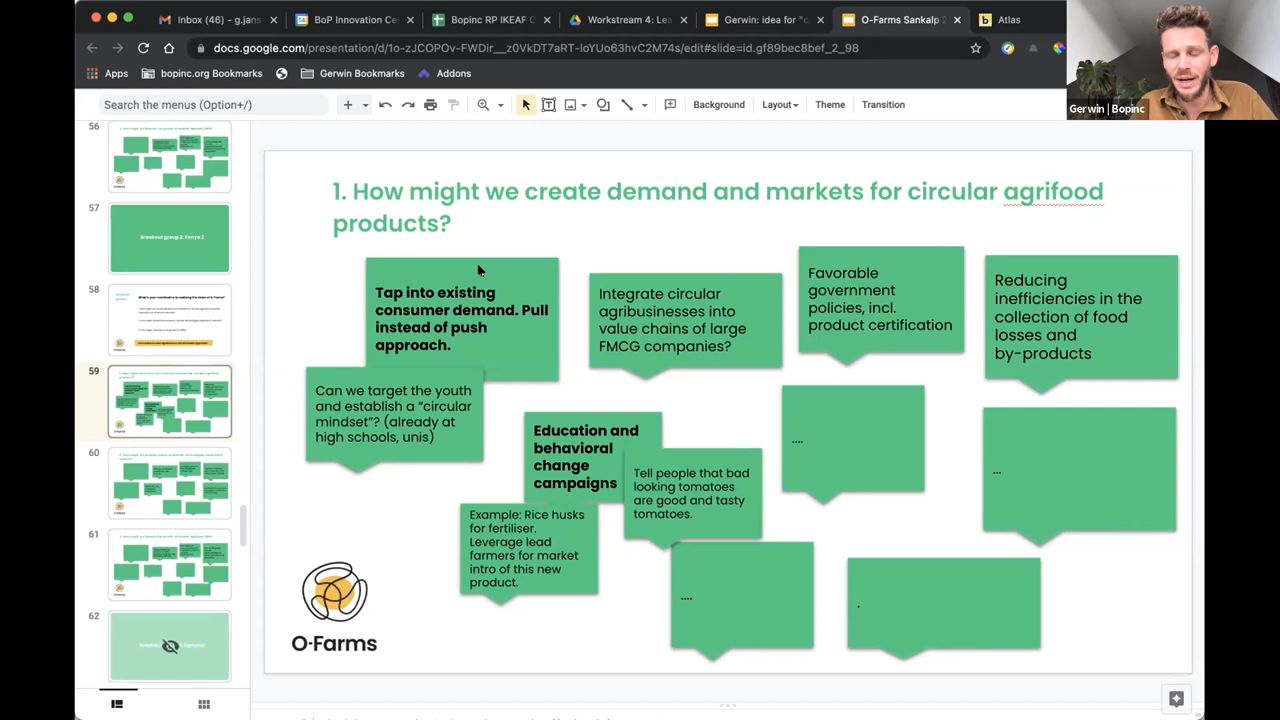 Inbox (46) - g.jans
BoP Innovation Ce
Bopinc RP IKEAF C
Workstream 4: Lea
Gerwin: idea for "c
O-Farms Sankalp 2
Atlas
docs.google.com/presentation/d/1o-zJCOPOv-FWDir__z0VkDT7aRT-loYUo63hvC2M74s/edit#slide=id.gf89bec8bef_2_98
Apps
bopinc.org Bookmarks
Gerwin Bookmarks
Addons
Gerwin | Bopinc
Search the menus (Option+/)
Background
Layout
Theme
Transition
56
57
Breakout group 2: Kenya 2
58
59
60
61
62
1. How might we create demand and markets for circular agrifood
products?
Tap into existing
consumer demand. Pull
instead of push
approach.
Integrate circular
agribusinesses into
value chains of large
FMCG companies?
Favorable
government
policies, incl.
product certification
Reducing
inefficiencies in the
collection of food
losses and
by-products
Can we target the youth
and establish a “circular
mindset”? (already at
high schools, unis)
Education and
behavioral
change
campaigns
Tell people that bad
looking tomatoes
are good and tasty
tomatoes.
....
...
Example: Rice husks
for fertiliser.
Leverage lead
farmers for market
intro of this new
product.
....
.
O-Farms